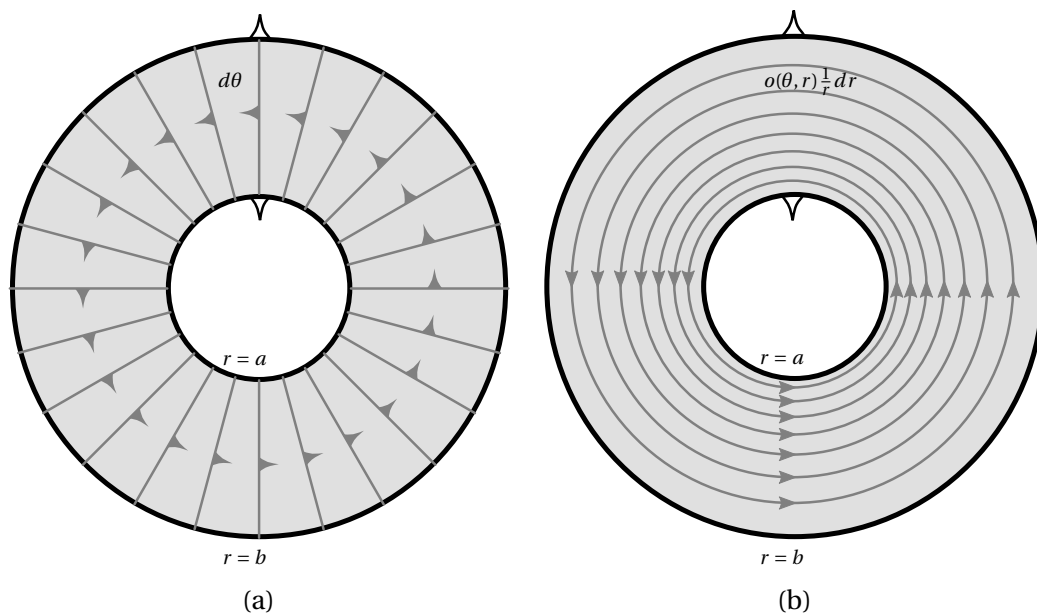 dθ
o(θ, r) 1/r dr
r = a
r = a
r = b
r = b
(a)
(b)